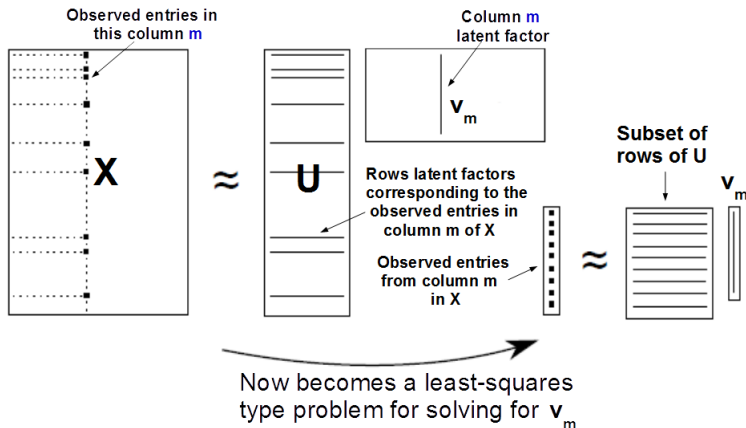 Observed entries in
this column m
X
≈
U
Column m
latent factor
v m
Rows latent factors
corresponding to the
observed entries in
column m of X
Observed entries
from column m
in X
≈
Subset of
rows of U
v m
Now becomes a least-squares
type problem for solving for v m